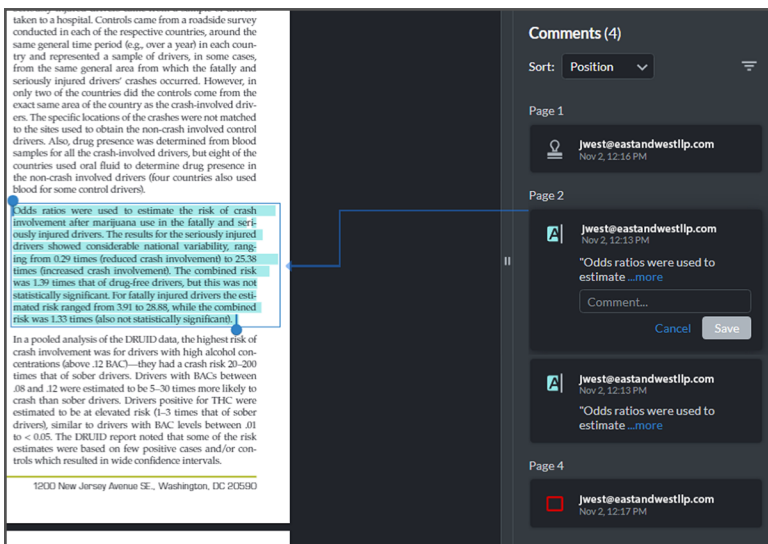 taken to a hospital. Controls came from a roadside survey
conducted in each of the respective countries, around the
same general time period (e.g., over a year) in each coun-
try and represented a sample of drivers, in some cases,
from the same general area from which the fatally and
seriously injured drivers' crashes occurred. However, in
only two of the countries did the controls come from the
exact same area of the country as the crash-involved driv-
ers. The specific locations of the crashes were not matched
to the sites used to obtain the non-crash involved control
drivers. Also, drug presence was determined from blood
samples for all the crash-involved drivers, but eight of the
countries used oral fluid to determine drug presence in
the non-crash involved drivers (four countries also used
blood for some control drivers).
Odds ratios were used to estimate the risk of crash
involvement after marijuana use in the fatally and seri-
ously injured drivers. The results for the seriously injured
drivers showed considerable national variability, rang-
ing from 0.29 times (reduced crash involvement) to 25.38
times (increased crash involvement). The combined risk
was 1.39 times that of drug-free drivers, but this was not
statistically significant. For fatally injured drivers the esti-
mated risk ranged from 3.91 to 28.88, while the combined
risk was 1.33 times (also not statistically significant).
In a pooled analysis of the DRUID data, the highest risk of
crash involvement was for drivers with high alcohol con-
centrations (above .12 BAC)—they had a crash risk 20-200
times that of sober drivers. Drivers with BACs between
.08 and .12 were estimated to be 5-30 times more likely to
crash than sober drivers. Drivers positive for THC were
estimated to be at elevated risk (1-3 times that of sober
drivers), similar to drivers with BAC levels between .01
to < 0.05. The DRUID report noted that some of the risk
estimates were based on few positive cases and/or con-
trols which resulted in wide confidence intervals.
1200 New Jersey Avenue SE., Washington, DC 20590
Comments (4)
Sort: Position
Page 1
Jwest@eastandwestllp.com
Nov 2, 12:16 PM
Page 2
A
Jwest@eastandwestllp.com
Nov 2, 12:13 PM
"Odds ratios were used to
estimate ...more
Comment...
Cancel Save
A
Jwest@eastandwestllp.com
Nov 2, 12:13 PM
"Odds ratios were used to
estimate ...more
Page 4
Jwest@eastandwestllp.com
Nov 2, 12:17 PM